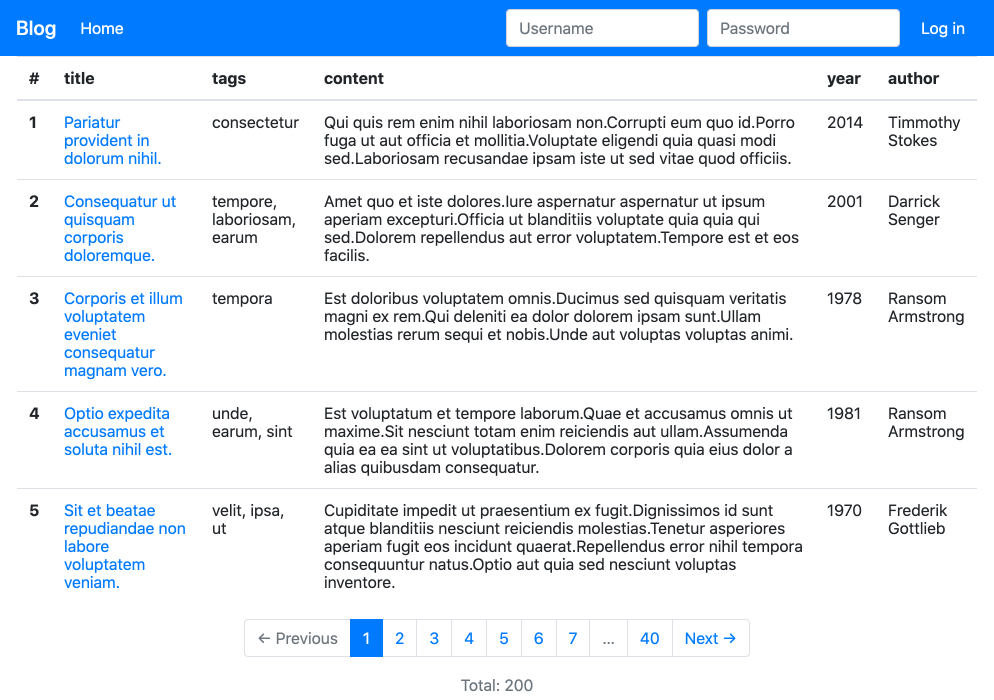 Blog Home Username Password Log in
# title tags content year author
1 Pariatur consectetur Qui quis rem enim nihil laboriosam non.Corrupti eum quo id.Porro 2014 Timmothy
provident in fuga ut aut officia et mollitia.Voluptate eligendi quia quasi modi Stokes
dolorum nihil. sed.Laboriosam recusandae ipsam iste ut sed vitae quod officiis.
2 Consequatur ut tempore, Amet quo et iste dolores.Iure aspernatur aspernatur ut ipsum 2001 Darrick
quisquam laboriosam, aperiam excepturi.Officia ut blanditiis voluptate quia quia qui Senger
corporis earum sed.Dolorem repellendus aut error voluptatem.Tempore est et eos
doloremque. facilis.
3 Corporis et illum tempora Est doloribus voluptatem omnis.Ducimus sed quisquam veritatis 1978 Ransom
voluptatem magni ex rem.Qui deleniti ea dolor dolorem ipsam sunt.Ullam Armstrong
eveniet molestias rerum sequi et nobis.Unde aut voluptas voluptas animi.
consequatur
magnam vero.
4 Optio expedita unde, Est voluptatum et tempore laborum.Quae et accusamus omnis ut 1981 Ransom
accusamus et earum, sint maxime.Sit nesciunt totam enim reiciendis aut ullam.Assumenda Armstrong
soluta nihil est. quia ea ea sint ut voluptatibus.Dolorem corporis quia eius dolor a
alias quibusdam consequatur.
5 Sit et beatae velit, ipsa, Cupiditate impedit ut praesentium ex fugit.Dignissimos id sunt 1970 Frederik
repudiandae non ut atque blanditiis nesciunt reiciendis molestias.Tenetur asperiores Gottlieb
labore aperiam fugit eos incidunt quaerat.Repellendus error nihil tempora
voluptatem consequuntur natus.Optio aut quia sed nesciunt voluptas
veniam. inventore.
← Previous 1 2 3 4 5 6 7 ... 40 Next →
Total: 200